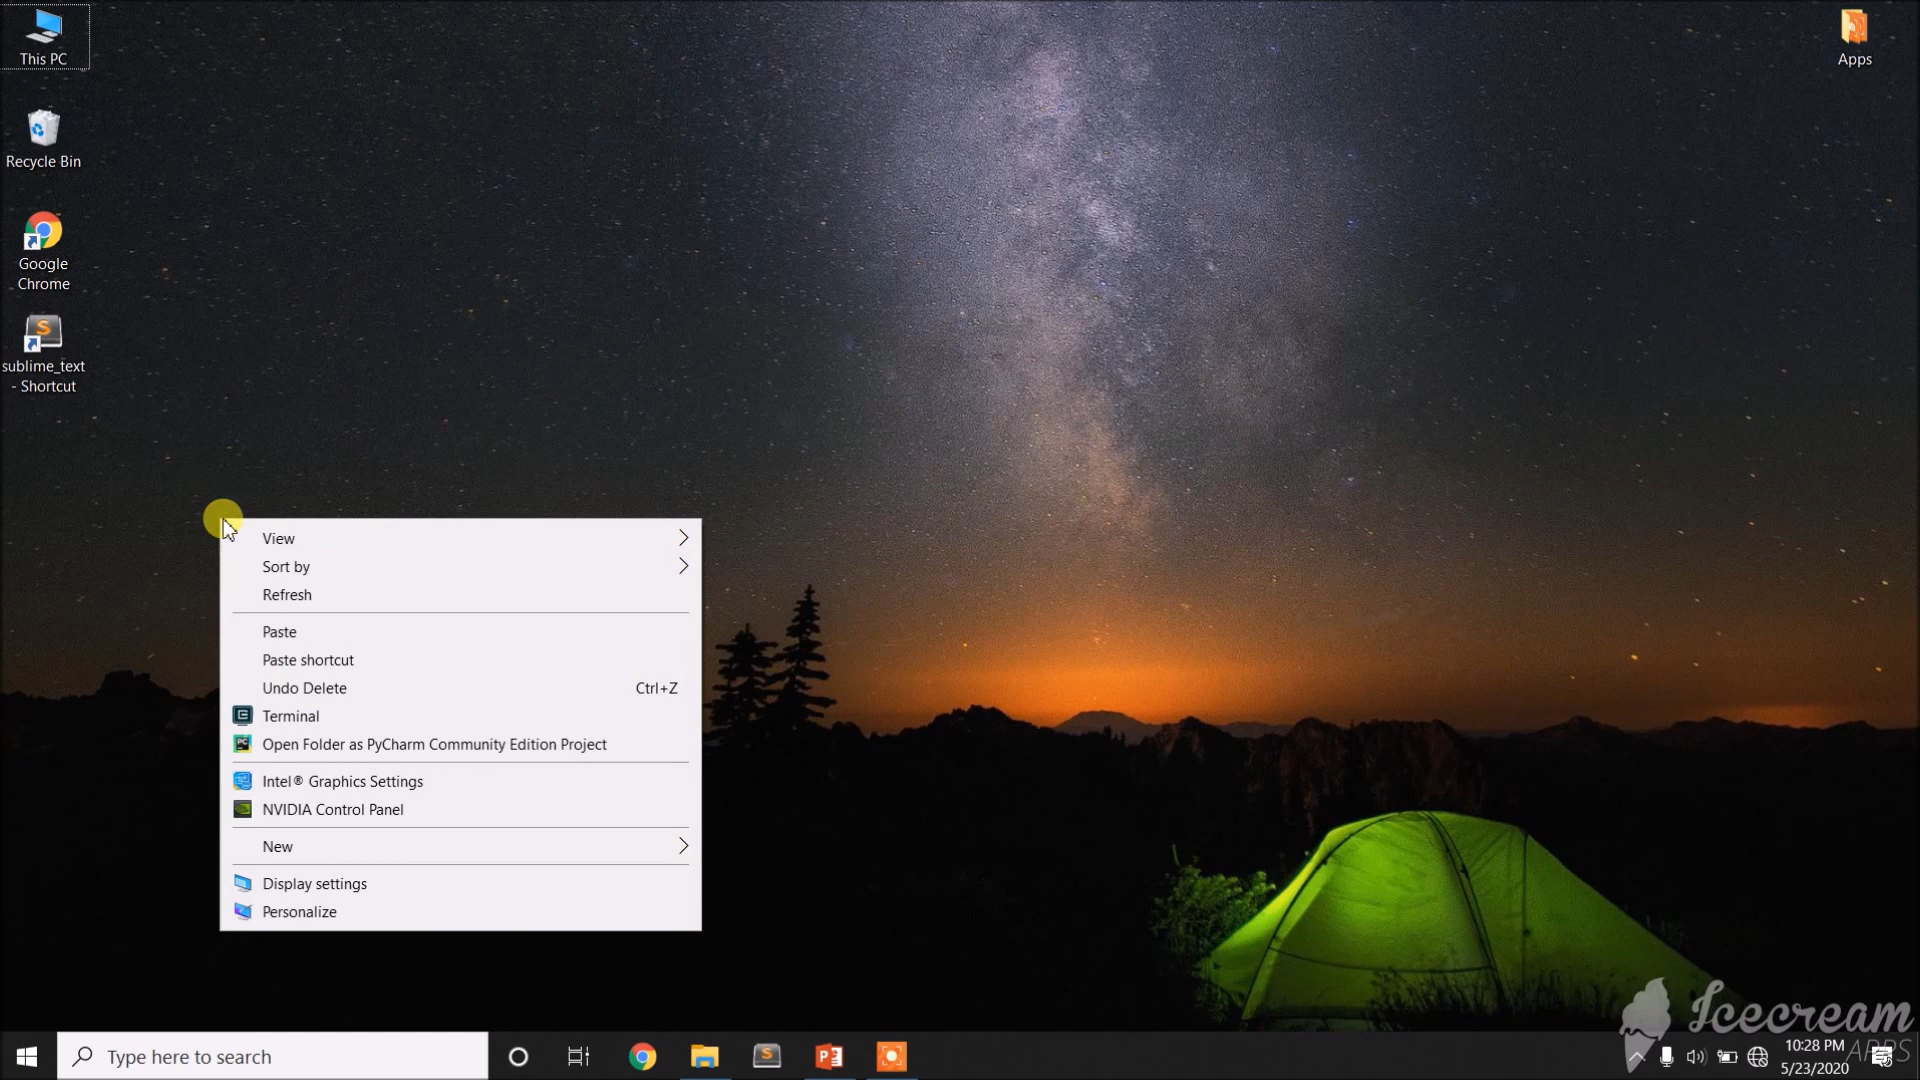 This PC
Recycle Bin
Google
Chrome
sublime_text
- Shortcut
Apps
View
Sort by
Refresh
Paste
Paste shortcut
Undo Delete Ctrl+Z
Terminal
Open Folder as PyCharm Community Edition Project
Intel® Graphics Settings
NVIDIA Control Panel
New
Display settings
Personalize
Icecream
APPS
Type here to search
10:28 PM
5/23/2020